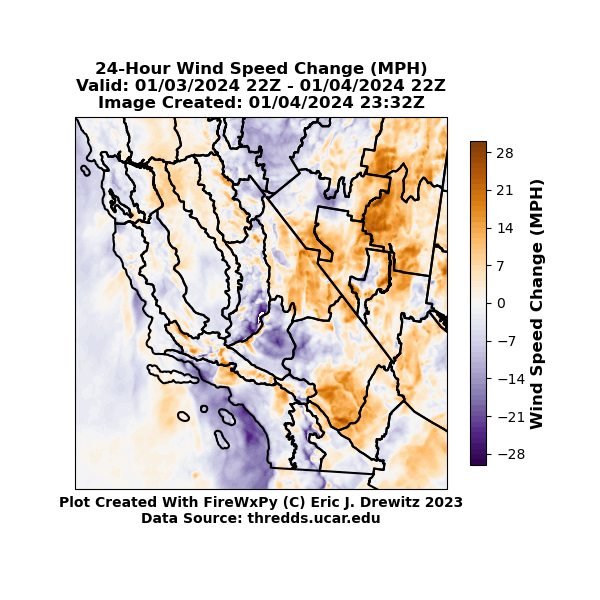 24-Hour Wind Speed Change (MPH)
Valid: 01/03/2024 22Z - 01/04/2024 22Z
Image Created: 01/04/2024 23:32Z
28
21
14
7
0
−7
−14
−21
−28
Wind Speed Change (MPH)
Plot Created With FireWxPy (C) Eric J. Drewitz 2023
Data Source: thredds.ucar.edu